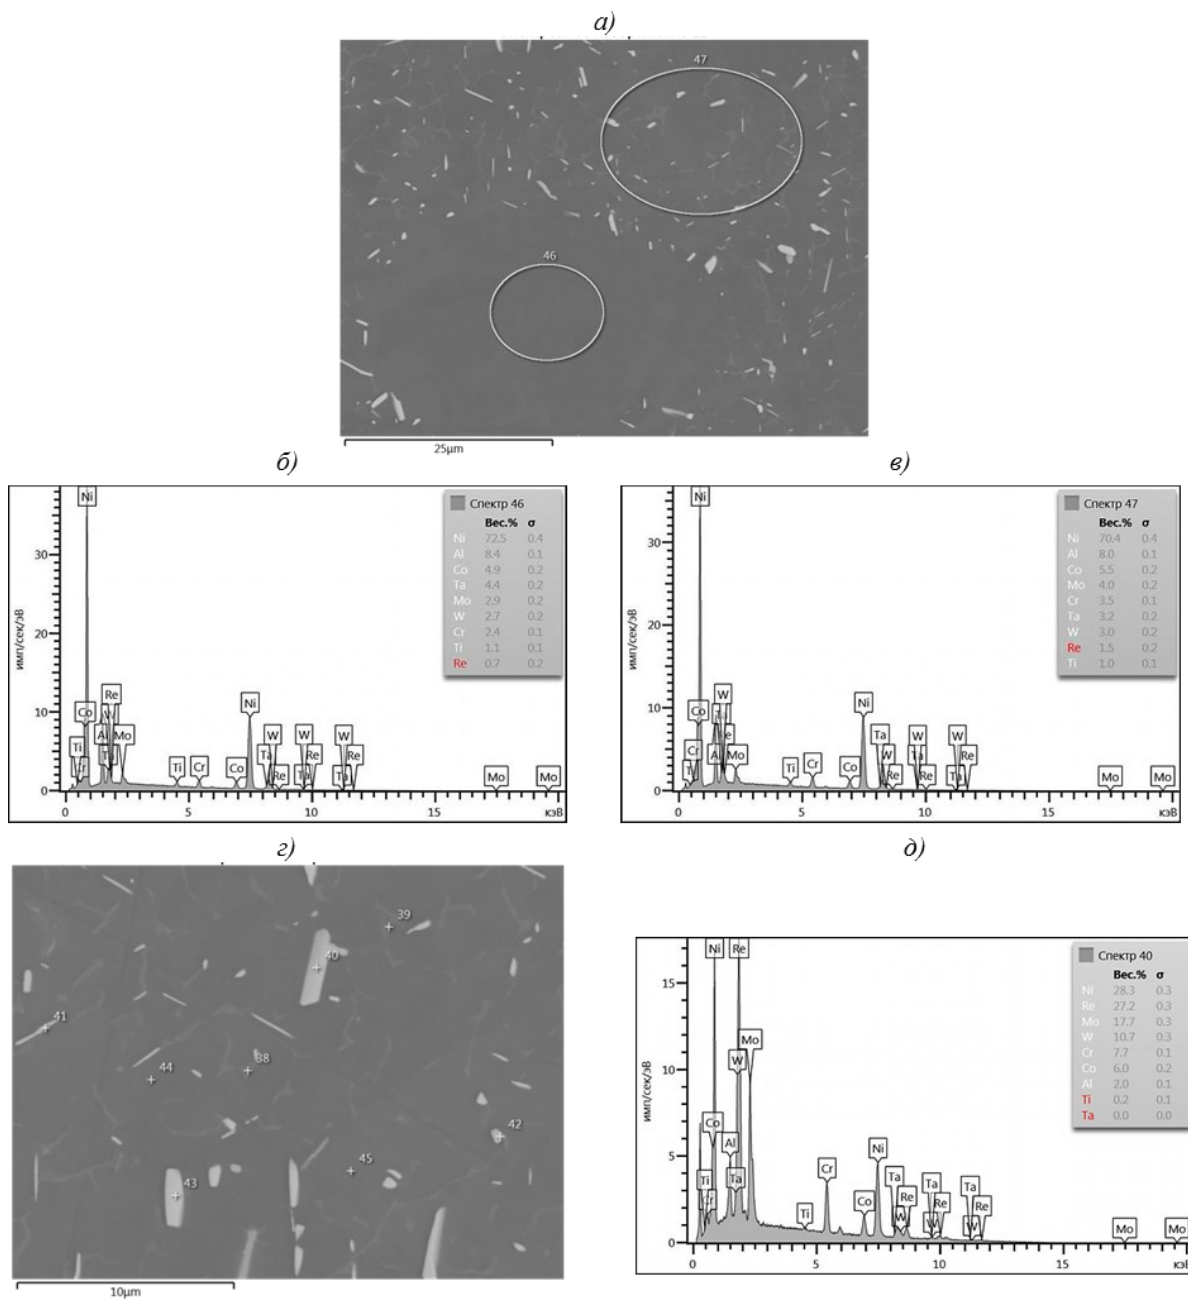 а)
47
46
25µm
б)
в)
Ni
Спектр 46
Вес.% σ
Ni 72.5 0.4
Al 8.4 0.1
Co 4.9 0.2
Ta 4.4 0.2
Mo 2.9 0.2
W 2.7 0.2
Cr 2.4 0.1
Ti 1.1 0.1
Re 0.7 0.2
30
20
10
0
имп/сек/эВ
Re
Co
W
Ni
Al
Mo
Ti
W
W
W
Ta
Re
Re
Ti
Cr
Co
Re
Ta
Mo
Mo
0 5 10 15 кэВ
Ni
Спектр 47
Вес.% σ
Ni 70.4 0.4
Al 8.0 0.1
Co 5.5 0.2
Mo 4.0 0.2
Cr 3.5 0.1
Ta 3.2 0.2
W 3.0 0.2
Re 1.5 0.2
Ti 1.0 0.1
30
20
10
0
имп/сек/эВ
W
Co
Ni
Cr
Mo
Ta
W
W
W
Ta
Re
Re
Ti
Cr
Co
Re
Re
Ta
Mo
Mo
0 5 10 15 кэВ
г)
д)
39
40
41
44
38
42
45
43
10µm
Ni
Re
Спектр 40
Вес.% σ
Ni 28.3 0.3
Re 27.2 0.3
Mo 17.7 0.3
W 10.7 0.3
Cr 7.7 0.1
Co 6.0 0.2
Al 2.0 0.1
Ti 0.2 0.1
Ta 0.0 0.0
15
10
5
0
имп/сек/эВ
Mo
W
Co
Al
Ni
Ti
Ta
Cr
Ta
Ta
Ta
Cr
Re
Re
Re
Ti
Co
W
W
W
Mo
Mo
0 5 10 15 кэВ